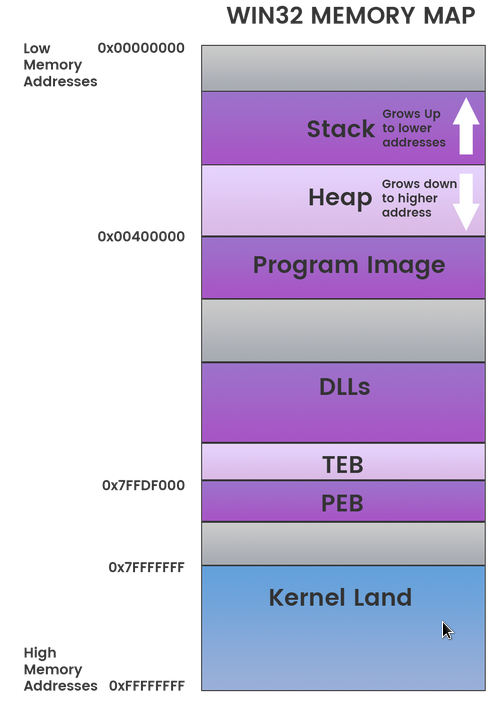 WIN32 MEMORY MAP
Low
Memory
Addresses
0x00000000
Stack
Grows Up
to lower
addresses
Heap
Grows down
to higher
address
0x00400000
Program Image
DLLs
TEB
0x7FFDF000
PEB
0x7FFFFFFF
Kernel Land
High
Memory
Addresses
0xFFFFFFFF